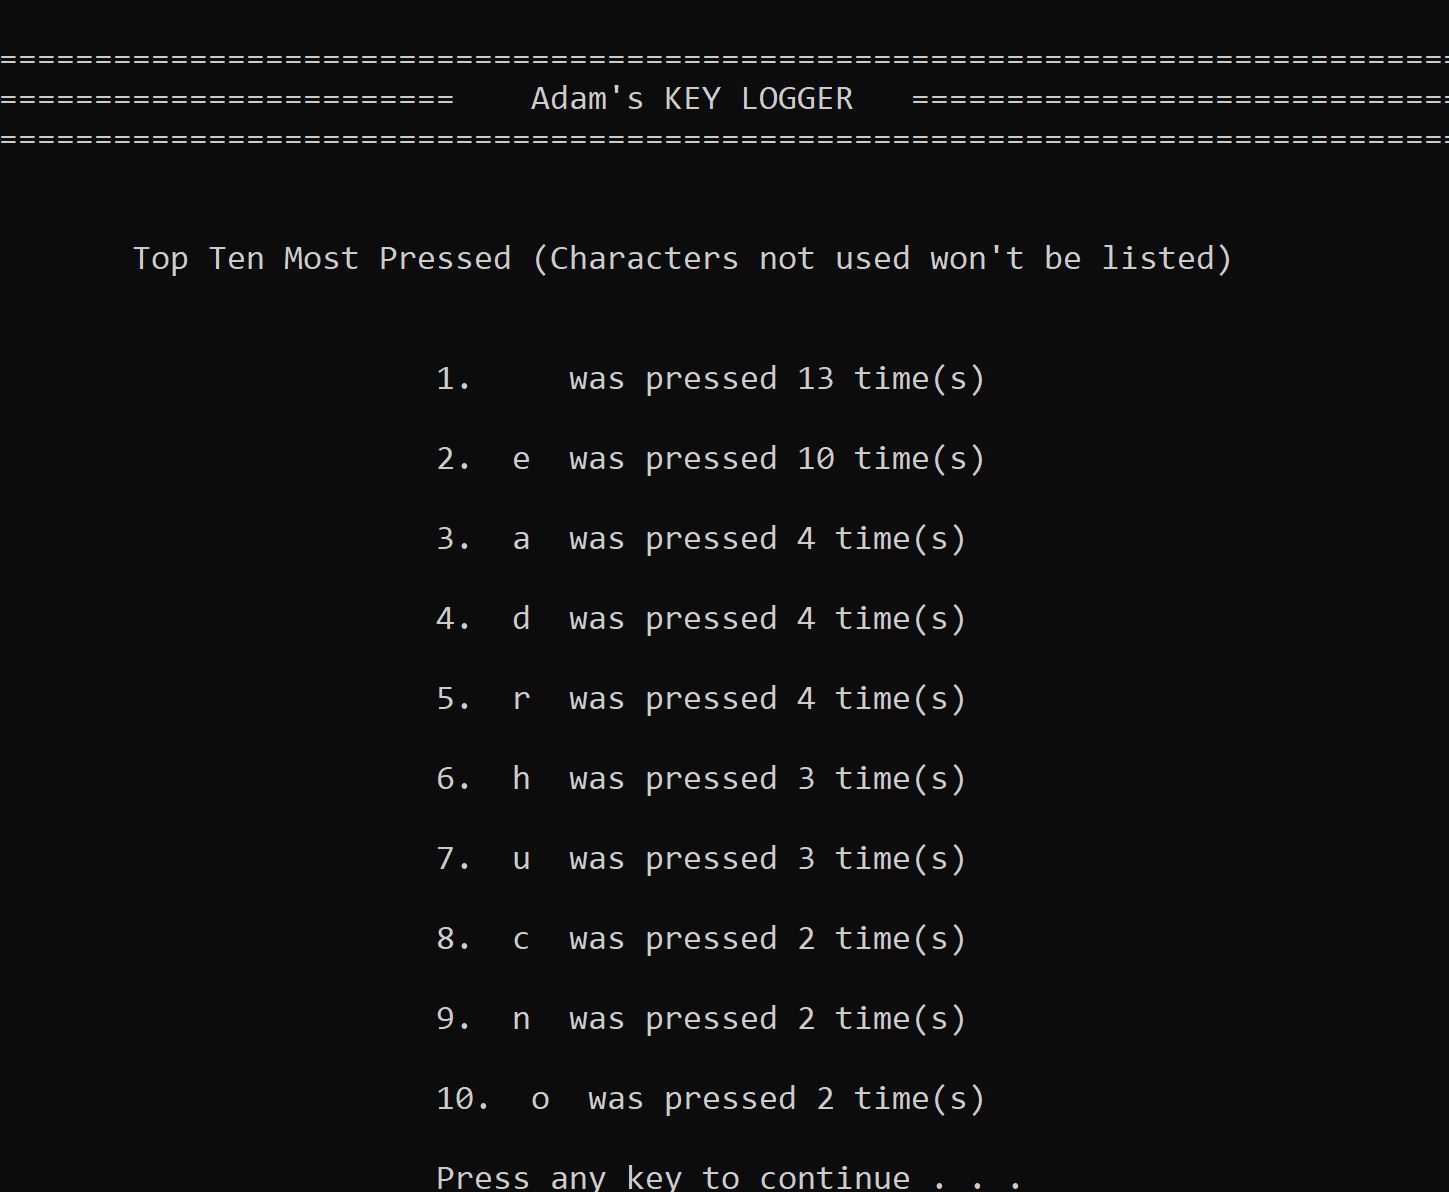 ================================================================================
========================    Adam's KEY LOGGER   ============================
================================================================================
Top Ten Most Pressed (Characters not used won't be listed)
1.     was pressed 13 time(s)
2.  e  was pressed 10 time(s)
3.  a  was pressed 4 time(s)
4.  d  was pressed 4 time(s)
5.  r  was pressed 4 time(s)
6.  h  was pressed 3 time(s)
7.  u  was pressed 3 time(s)
8.  c  was pressed 2 time(s)
9.  n  was pressed 2 time(s)
10.  o  was pressed 2 time(s)
Press any key to continue . . .